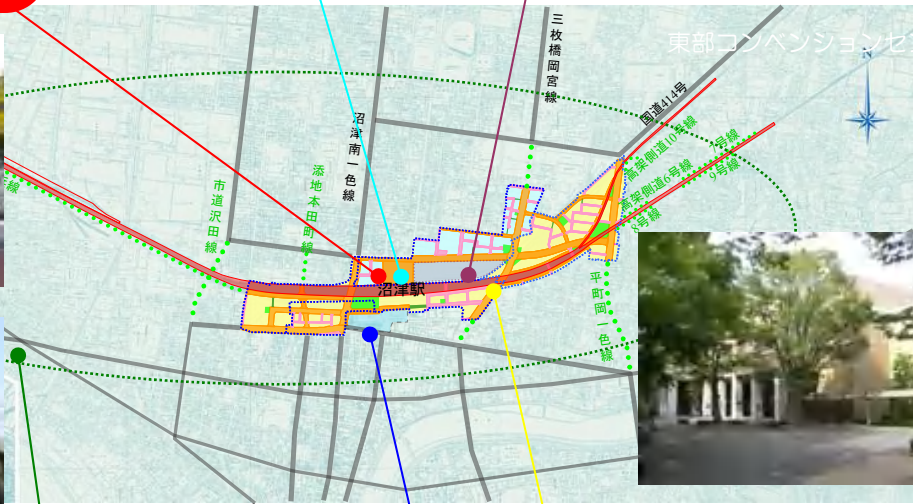 東部コンベンションセ
N
三枚橋岡宮線
国道414号
沼津南一色線
高架側道10号線
7号線
9号線
高架側道6号線
8号線
添地本田町線
市道沢田線
沼津駅
平町岡一色線